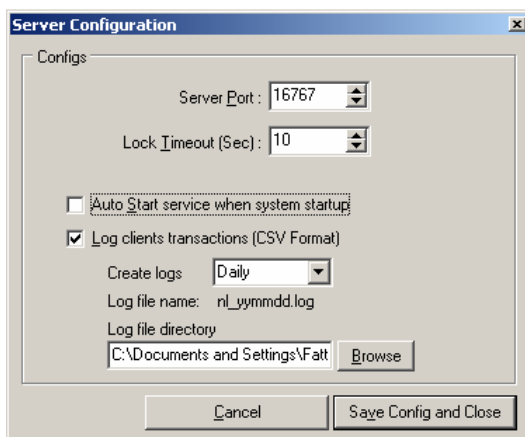 Server Configuration
Configs
Server Port : 16767
Lock Timeout (Sec) : 10
Auto Start service when system startup
Log clients transactions (CSV Format)
Create logs Daily
Log file name: nl_yymmdd.log
Log file directory
C:\Documents and Settings\Fatt Browse
Cancel Save Config and Close